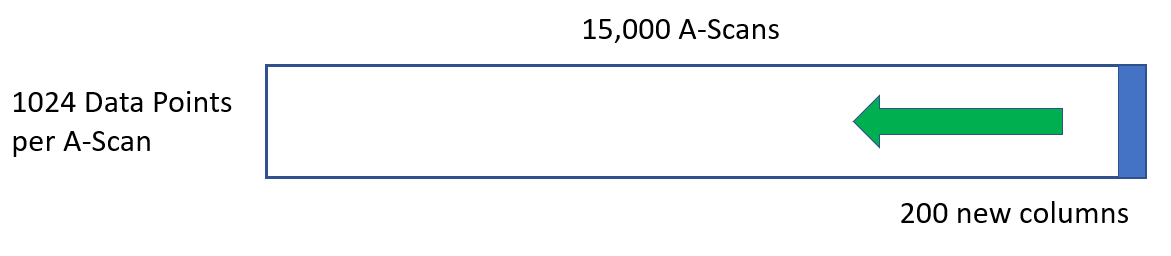 15,000 A-Scans
1024 Data Points
per A-Scan
200 new columns